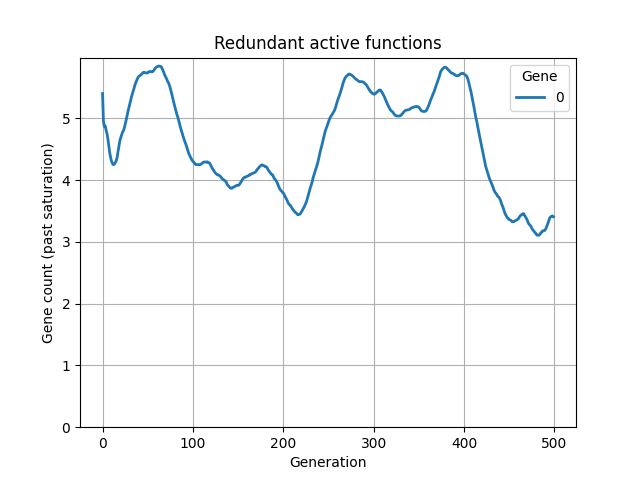 Redundant active functions
Gene count (past saturation)
Gene
0
5
4
3
2
1
0
0 100 200 300 400 500
Generation